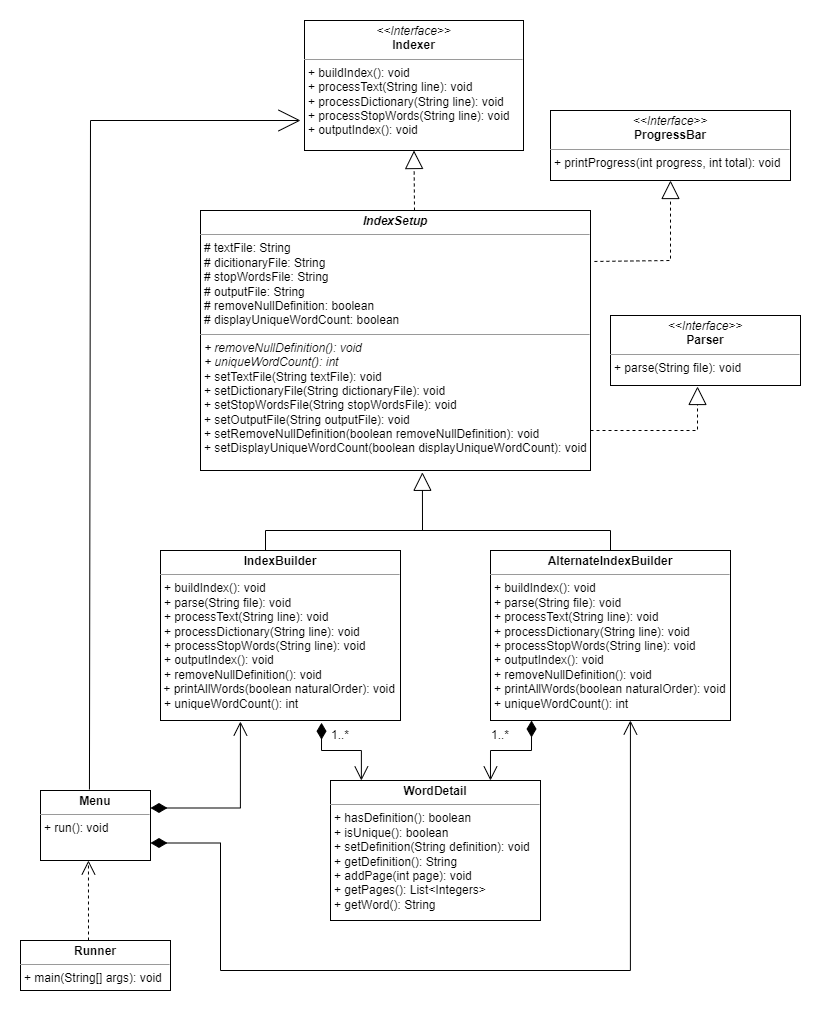 <<Interface>>
Indexer
+ buildIndex(): void
+ processText(String line): void
+ processDictionary(String line): void
+ processStopWords(String line): void
+ outputIndex(): void
<<Interface>>
ProgressBar
+ printProgress(int progress, int total): void
IndexSetup
# textFile: String
# dicitionaryFile: String
# stopWordsFile: String
# outputFile: String
# removeNullDefinition: boolean
# displayUniqueWordCount: boolean
+ removeNullDefinition(): void
+ uniqueWordCount(): int
+ setTextFile(String textFile): void
+ setDictionaryFile(String dictionaryFile): void
+ setStopWordsFile(String stopWordsFile): void
+ setOutputFile(String outputFile): void
+ setRemoveNullDefinition(boolean removeNullDefinition): void
+ setDisplayUniqueWordCount(boolean displayUniqueWordCount): void
<<Interface>>
Parser
+ parse(String file): void
IndexBuilder
+ buildIndex(): void
+ parse(String file): void
+ processText(String line): void
+ processDictionary(String line): void
+ processStopWords(String line): void
+ outputIndex(): void
+ removeNullDefinition(): void
+ printAllWords(boolean naturalOrder): void
+ uniqueWordCount(): int
AlternateIndexBuilder
+ buildIndex(): void
+ parse(String file): void
+ processText(String line): void
+ processDictionary(String line): void
+ processStopWords(String line): void
+ outputIndex(): void
+ removeNullDefinition(): void
+ printAllWords(boolean naturalOrder): void
+ uniqueWordCount(): int
1..*
1..*
WordDetail
+ hasDefinition(): boolean
+ isUnique(): boolean
+ setDefinition(String definition): void
+ getDefinition(): String
+ addPage(int page): void
+ getPages(): List<Integers>
+ getWord(): String
Menu
+ run(): void
Runner
+ main(String[] args): void